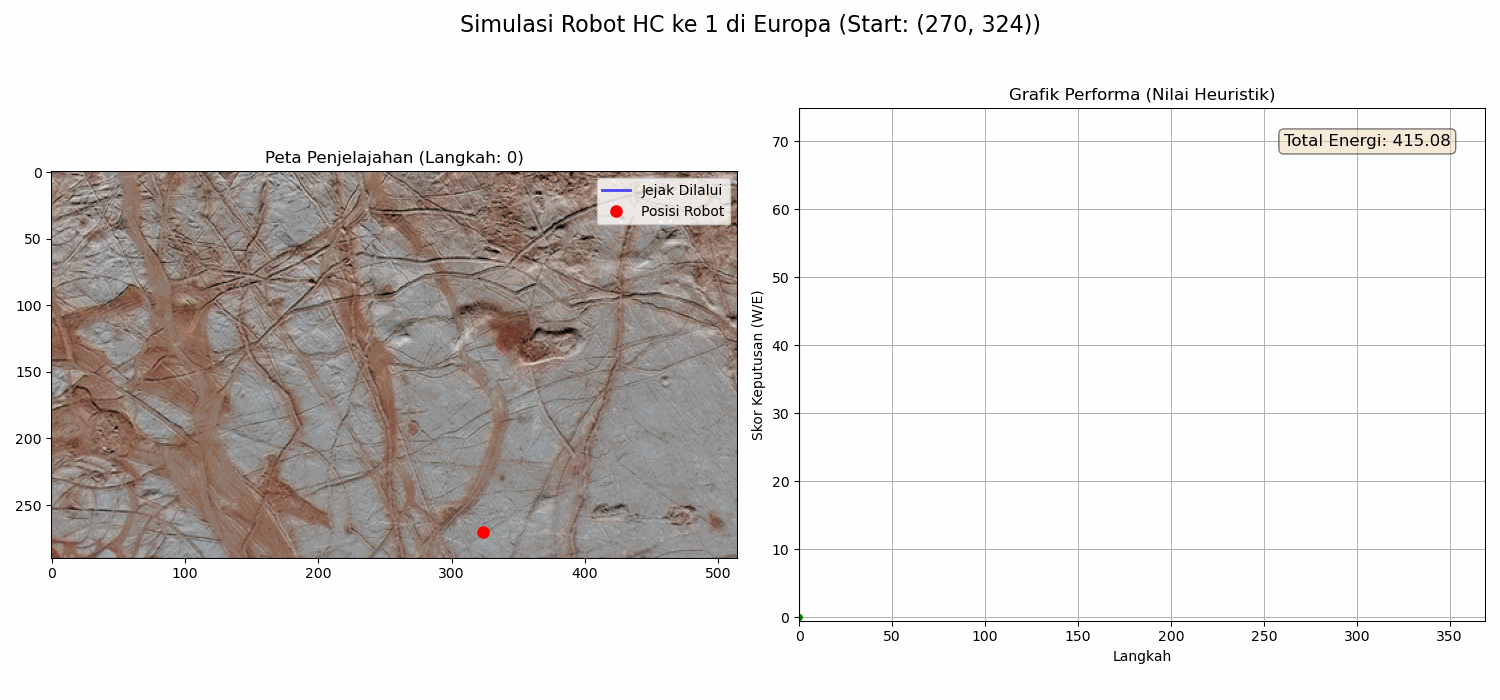 Simulasi Robot HC ke 1 di Europa (Start: (270, 324))
Peta Penjelajahan (Langkah: 0)
Jejak Dilalui
Posisi Robot
0
50
100
150
200
250
0 100 200 300 400 500
Grafik Performa (Nilai Heuristik)
Total Energi: 415.08
Skor Keputusan (W/E)
70
60
50
40
30
20
10
0
0 50 100 150 200 250 300 350
Langkah